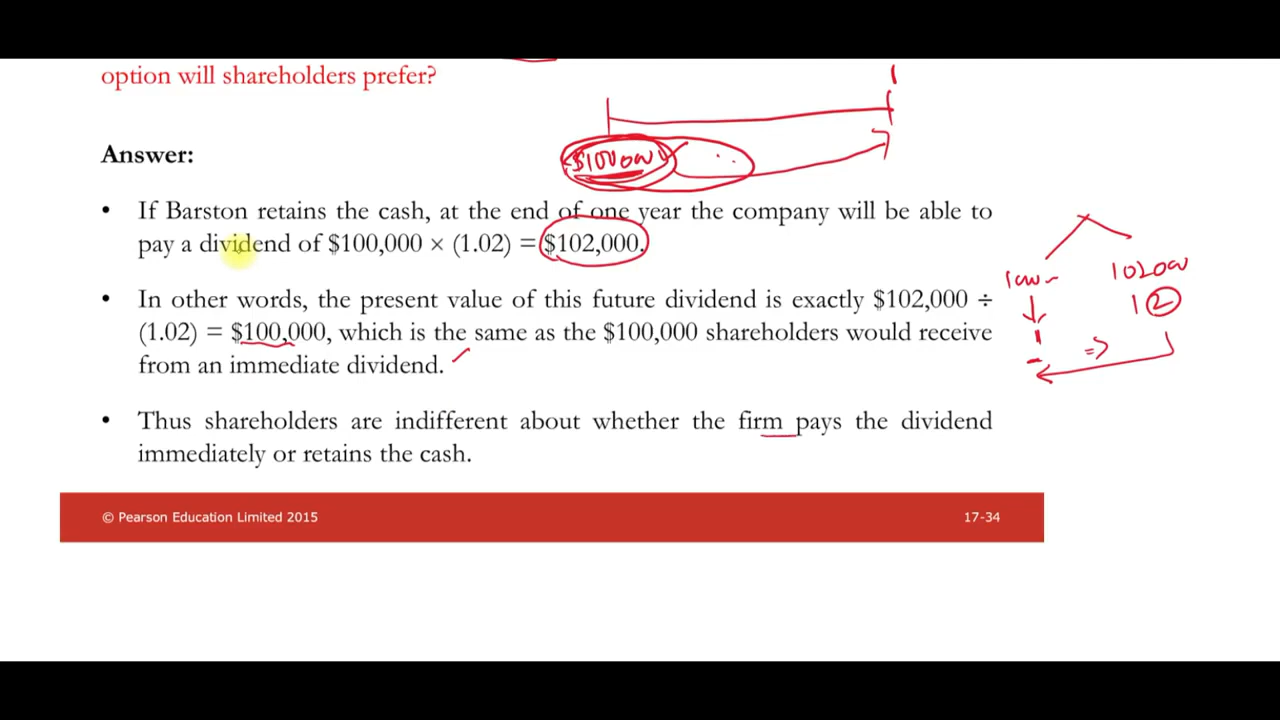 option will shareholders prefer?
Answer:
• If Barston retains the cash, at the end of one year the company will be able to
pay a dividend of $100,000 × (1.02) = $102,000.
• In other words, the present value of this future dividend is exactly $102,000 ÷
(1.02) = $100,000, which is the same as the $100,000 shareholders would receive
from an immediate dividend.
• Thus shareholders are indifferent about whether the firm pays the dividend
immediately or retains the cash.
© Pearson Education Limited 2015 17-34